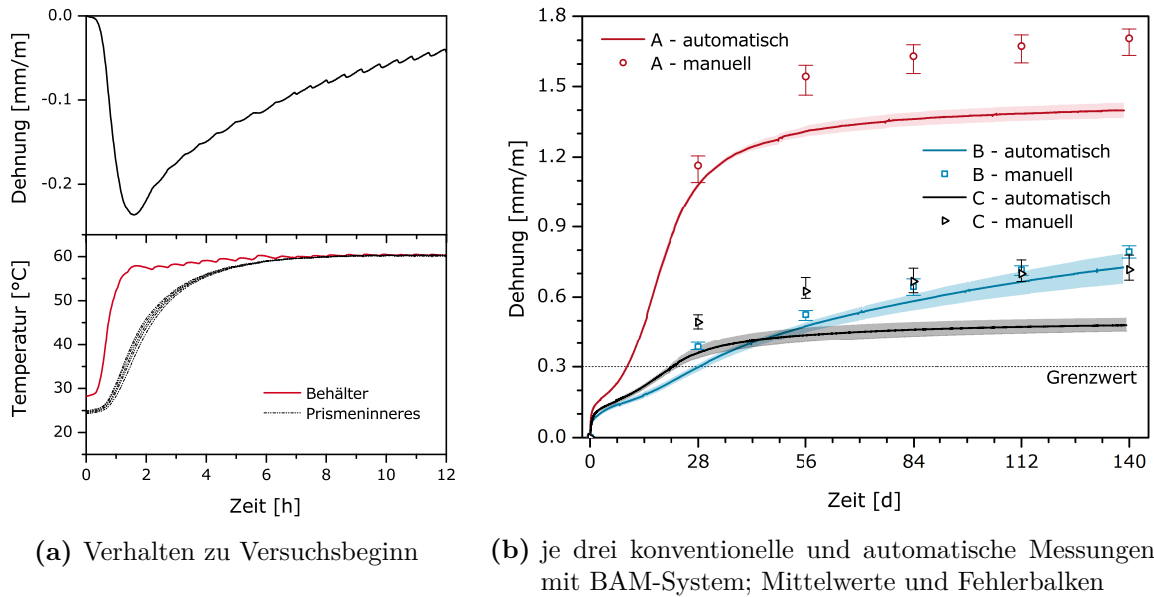 0.0
-0.1
-0.2
Dehnung [mm/m]
60
50
40
30
20
Temperatur [°C]
Behälter
Prismeninneres
0 2 4 6 8 10 12
Zeit [h]
(a) Verhalten zu Versuchsbeginn
1.8
1.5
1.2
0.9
0.6
0.3
0.0
Dehnung [mm/m]
A - automatisch
A - manuell
B - automatisch
B - manuell
C - automatisch
C - manuell
Grenzwert
0 28 56 84 112 140
Zeit [d]
(b) je drei konventionelle und automatische Messungen
mit BAM-System; Mittelwerte und Fehlerbalken